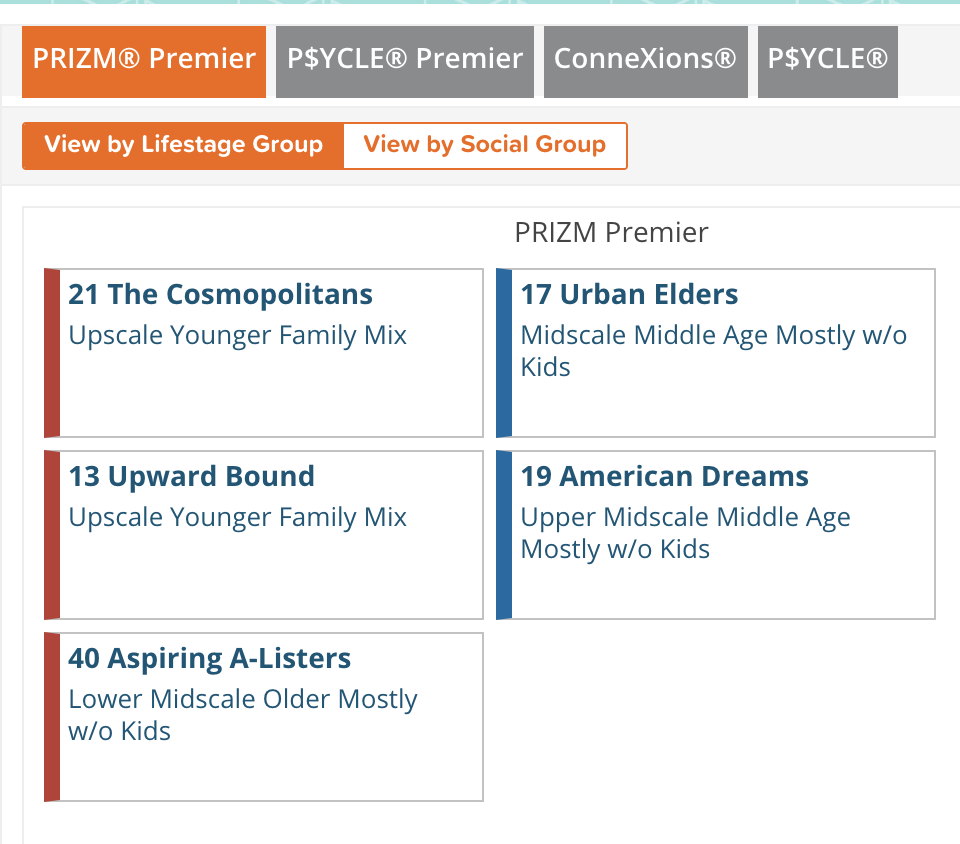 PRIZM® Premier
P$YCLE® Premier
ConneXions®
P$YCLE®
View by Lifestage Group
View by Social Group
PRIZM Premier
21 The Cosmopolitans
Upscale Younger Family Mix
17 Urban Elders
Midscale Middle Age Mostly w/o
Kids
13 Upward Bound
Upscale Younger Family Mix
19 American Dreams
Upper Midscale Middle Age
Mostly w/o Kids
40 Aspiring A-Listers
Lower Midscale Older Mostly
w/o Kids